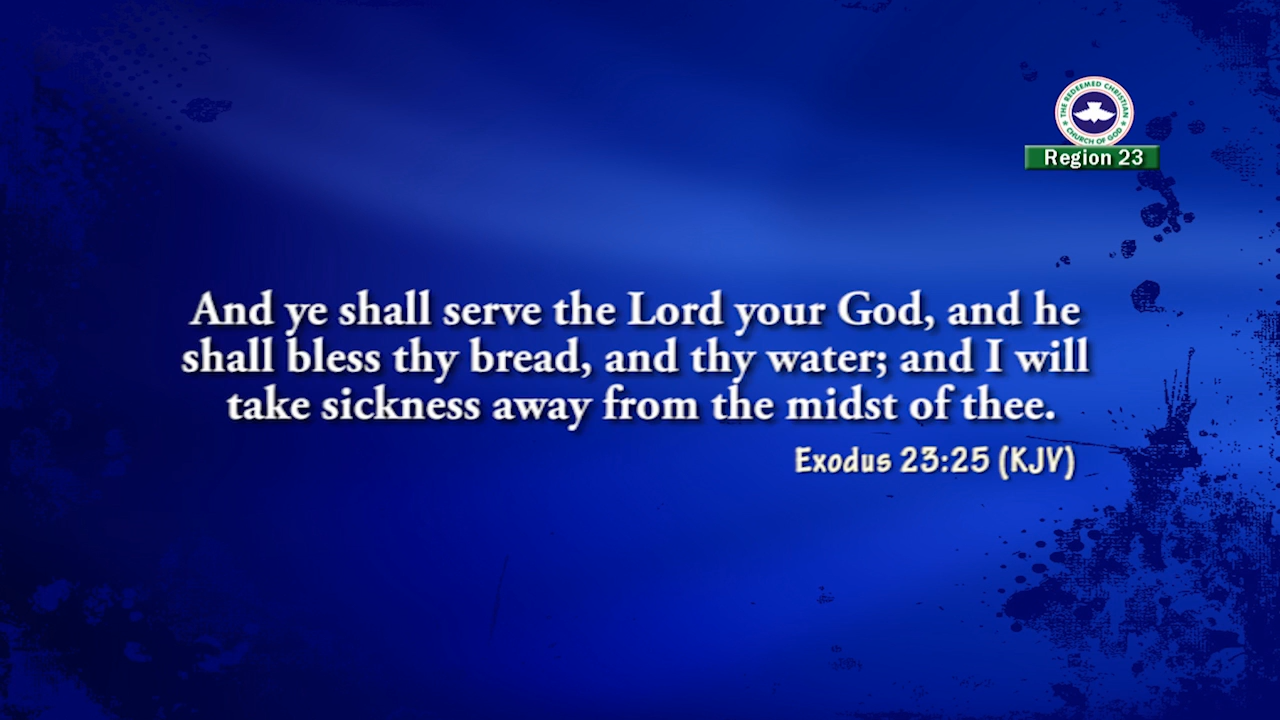 THE REDEEMED CHRISTIAN
CHURCH OF GOD
Region 23
And ye shall serve the Lord your God, and he
shall bless thy bread, and thy water; and I will
take sickness away from the midst of thee.
Exodus 23:25 (KJV)